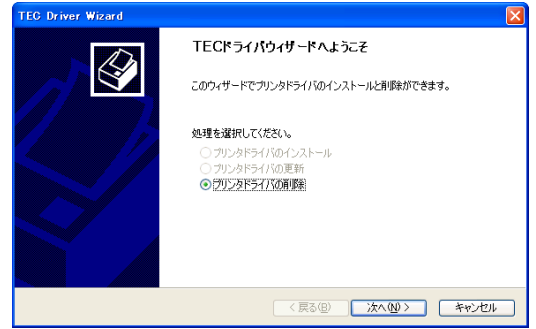 TEC Driver Wizard
TECドライバウィザードへようこそ
このウィザードでプリンタドライバのインストールと削除ができます。
処理を選択してください。
プリンタドライバのインストール
プリンタドライバの更新
プリンタドライバの削除
< 戻る(B) 次へ(N) > キャンセル